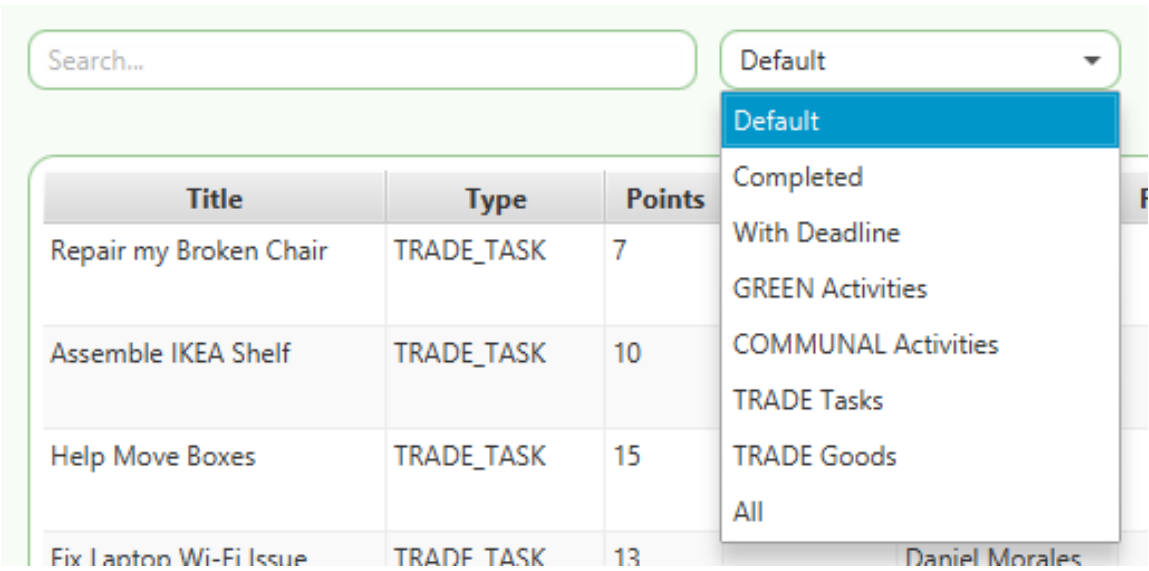 Search...
Default
Default
Completed
With Deadline
GREEN Activities
COMMUNAL Activities
TRADE Tasks
TRADE Goods
All
Title Type Points
Repair my Broken Chair TRADE_TASK 7
Assemble IKEA Shelf TRADE_TASK 10
Help Move Boxes TRADE_TASK 15
Fix Laptop Wi-Fi Issue TRADE_TASK 13 Daniel Morales